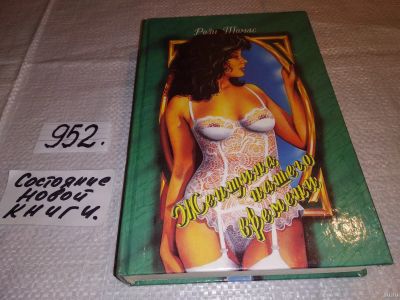 Рози Томас
952.
Состояние
Новой
книги.
Женщина
нашего
времени